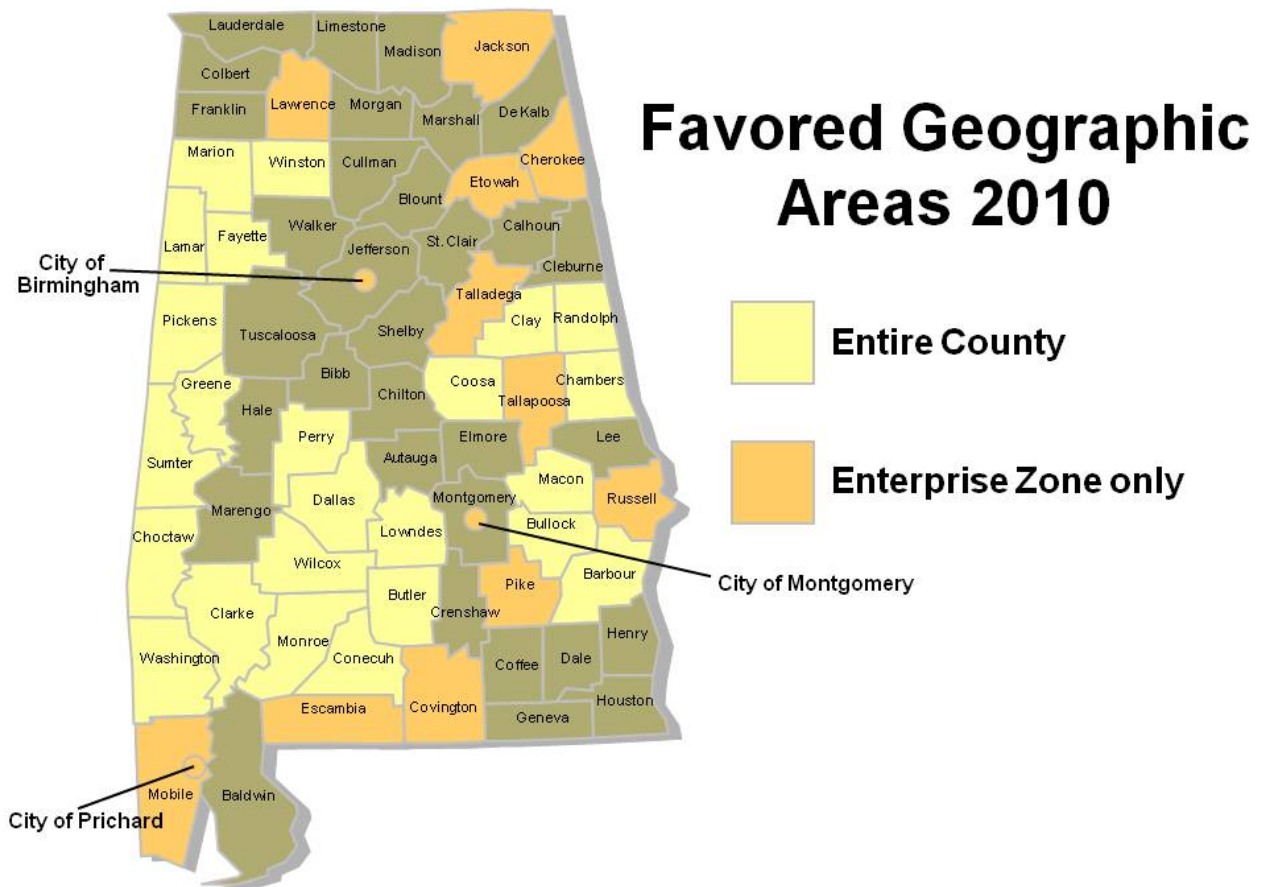 Lauderdale
Limestone
Madison
Jackson
Colbert
Franklin
Lawrence
Morgan
Marshall
De Kalb
Marion
Winston
Cullman
Cherokee
Etowah
Blount
Lamar
Fayette
Walker
Jefferson
St. Clair
Calhoun
Cleburne
City of
Birmingham
Pickens
Tuscaloosa
Shelby
Talladega
Clay
Randolph
Greene
Bibb
Chilton
Coosa
Tallapoosa
Chambers
Hale
Perry
Elmore
Lee
Sumter
Autauga
Macon
Russell
Marengo
Dallas
Montgomery
Bullock
Choctaw
Lowndes
Wilcox
Pike
Barbour
City of Montgomery
Clarke
Butler
Crenshaw
Henry
Washington
Monroe
Conecuh
Coffee
Dale
Houston
Escambia
Covington
Geneva
Mobile
Baldwin
City of Prichard
Favored Geographic
Areas 2010
Entire County
Enterprise Zone only